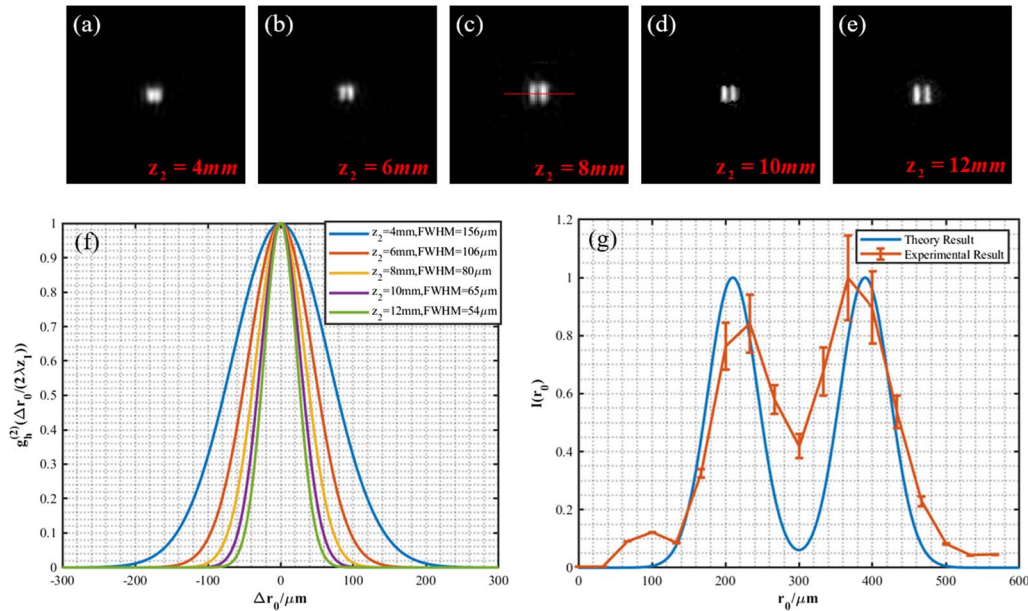 (a)
(b)
(c)
(d)
(e)
z₂ = 4mm
z₂ = 6mm
z₂ = 8mm
z₂ = 10mm
z₂ = 12mm
(f)
z₂=4mm,FWHM=156μm
z₂=6mm,FWHM=106μm
z₂=8mm,FWHM=80μm
z₂=10mm,FWHM=65μm
z₂=12mm,FWHM=54μm
1
0.9
0.8
0.7
0.6
0.5
0.4
0.3
0.2
0.1
0
g_h^(2)(Δr₀/(2λz₁))
-300
-200
-100
0
100
200
300
Δr₀/μm
(g)
Theory Result
Experimental Result
1.2
1
0.8
0.6
0.4
0.2
0
I(r₀)
0
100
200
300
400
500
600
r₀/μm